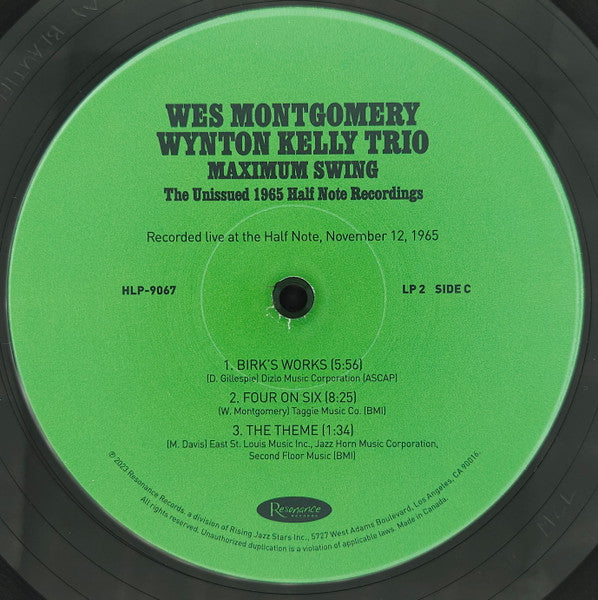 WES MONTGOMERY
WYNTON KELLY TRIO
MAXIMUM SWING
The Unissued 1965 Half Note Recordings
Recorded live at the Half Note, November 12, 1965
HLP-9067
LP 2 SIDE C
1. BIRK'S WORKS (5:56)
(D. Gillespie) Dizlo Music Corporation (ASCAP)
2. FOUR ON SIX (8:25)
(W. Montgomery) Taggie Music Co. (BMI)
3. THE THEME (1:34)
(M. Davis) East St. Louis Music Inc., Jazz Horn Music Corporation,
Second Floor Music (BMI)
Resonance
RECORDS
℗ 2023 Resonance Records, a division of Rising Jazz Stars Inc., 5727 West Adams Boulevard, Los Angeles, CA 90016.
All rights reserved. Unauthorized duplication is a violation of applicable laws. Made in Canada.